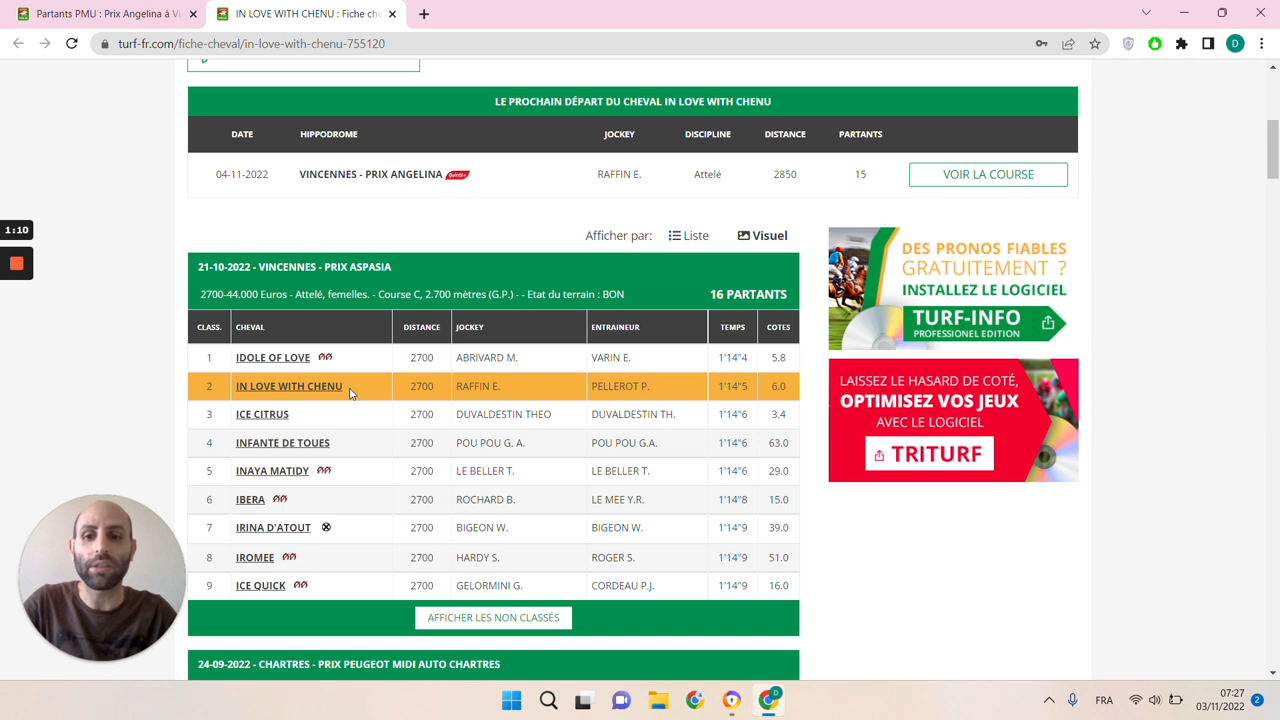 Partants PMU : Prix Angelina à Vi
IN LOVE WITH CHENU : Fiche che
turf-fr.com/fiche-cheval/in-love-with-chenu-755120
D
LE PROCHAIN DÉPART DU CHEVAL IN LOVE WITH CHENU
DATE HIPPODROME JOCKEY DISCIPLINE DISTANCE PARTANTS
04-11-2022 VINCENNES - PRIX ANGELINA Quinté+ RAFFIN E. Attelé 2850 15 VOIR LA COURSE
1:10
Afficher par: Liste Visuel
21-10-2022 - VINCENNES - PRIX ASPASIA
2700-44.000 Euros - Attelé, femelles. - Course C, 2.700 mètres (G.P.) - - Etat du terrain : BON 16 PARTANTS
CLASS. CHEVAL DISTANCE JOCKEY ENTRAINEUR TEMPS COTES
1 IDOLE OF LOVE 2700 ABRIVARD M. VARIN E. 1'14"4 5.8
2 IN LOVE WITH CHENU 2700 RAFFIN E. PELLEROT P. 1'14"5 6.0
3 ICE CITRUS 2700 DUVALDESTIN THEO DUVALDESTIN TH. 1'14"6 3.4
4 INFANTE DE TOUES 2700 POU POU G. A. POU POU G.A. 1'14"6 63.0
5 INAYA MATIDY 2700 LE BELLER T. LE BELLER T. 1'14"6 29.0
6 IBERA 2700 ROCHARD B. LE MEE Y.R. 1'14"8 15.0
7 IRINA D'ATOUT 2700 BIGEON W. BIGEON W. 1'14"9 39.0
8 IROMEE 2700 HARDY S. ROGER S. 1'14"9 51.0
9 ICE QUICK 2700 GELORMINI G. CORDEAU P.J. 1'14"9 16.0
AFFICHER LES NON CLASSÉS
24-09-2022 - CHARTRES - PRIX PEUGEOT MIDI AUTO CHARTRES
DES PRONOS FIABLES
GRATUITEMENT ?
INSTALLEZ LE LOGICIEL
TURF-INFO
PROFESSIONEL EDITION
LAISSEZ LE HASARD DE COTÉ,
OPTIMISEZ VOS JEUX
AVEC LE LOGICIEL
TRITURF
D
FRA
07:27
03/11/2022
2